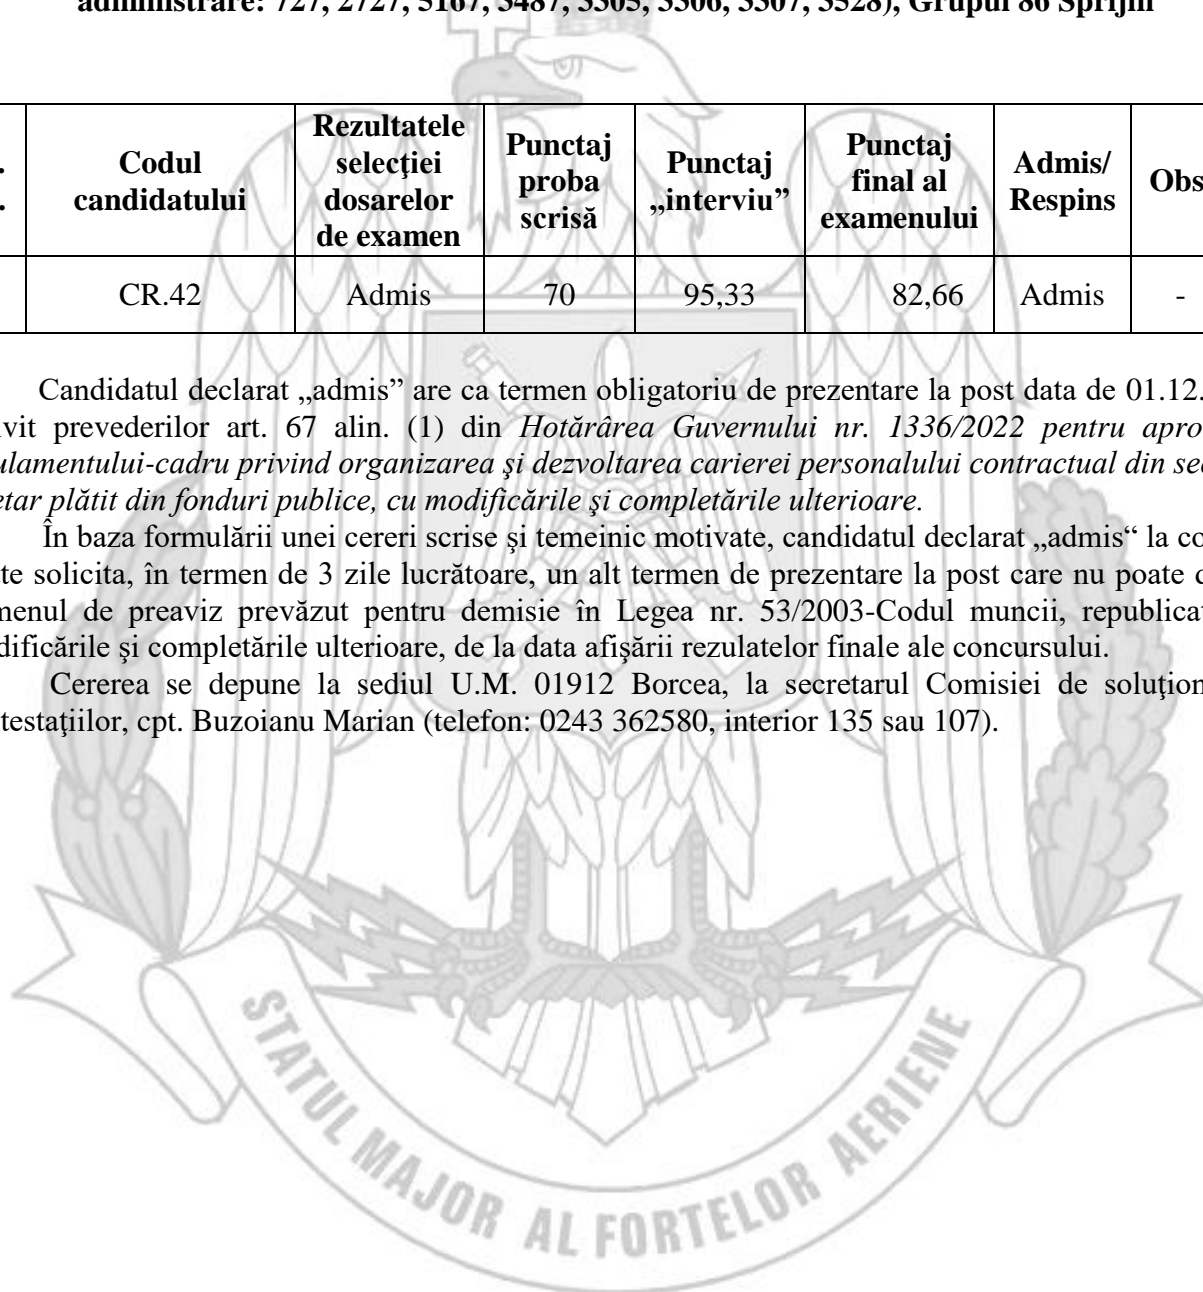 administrare: 727, 2727, 5167, 5487, 5505, 5506, 5507, 5528), Grupul 86 Sprijin
Codul candidatului
Rezultatele selecţiei dosarelor de examen
Punctaj proba scrisă
Punctaj „interviu”
Punctaj final al examenului
Admis/ Respins
Obs
CR.42 Admis 70 95,33 82,66 Admis -
Candidatul declarat „admis” are ca termen obligatoriu de prezentare la post data de 01.12.
ivit prevederilor art. 67 alin. (1) din Hotărârea Guvernului nr. 1336/2022 pentru apro
ulamentului-cadru privind organizarea şi dezvoltarea carierei personalului contractual din se
etar plătit din fonduri publice, cu modificările şi completările ulterioare.
În baza formulării unei cereri scrise şi temeinic motivate, candidatul declarat „admis“ la co
te solicita, în termen de 3 zile lucrătoare, un alt termen de prezentare la post care nu poate d
menul de preaviz prevăzut pentru demisie în Legea nr. 53/2003-Codul muncii, republicat
dificările şi completările ulterioare, de la data afişării rezulatelor finale ale concursului.
Cererea se depune la sediul U.M. 01912 Borcea, la secretarul Comisiei de soluţion
testaţiilor, cpt. Buzoianu Marian (telefon: 0243 362580, interior 135 sau 107).
STATUL MAJOR AL FORTELOR AERIENE